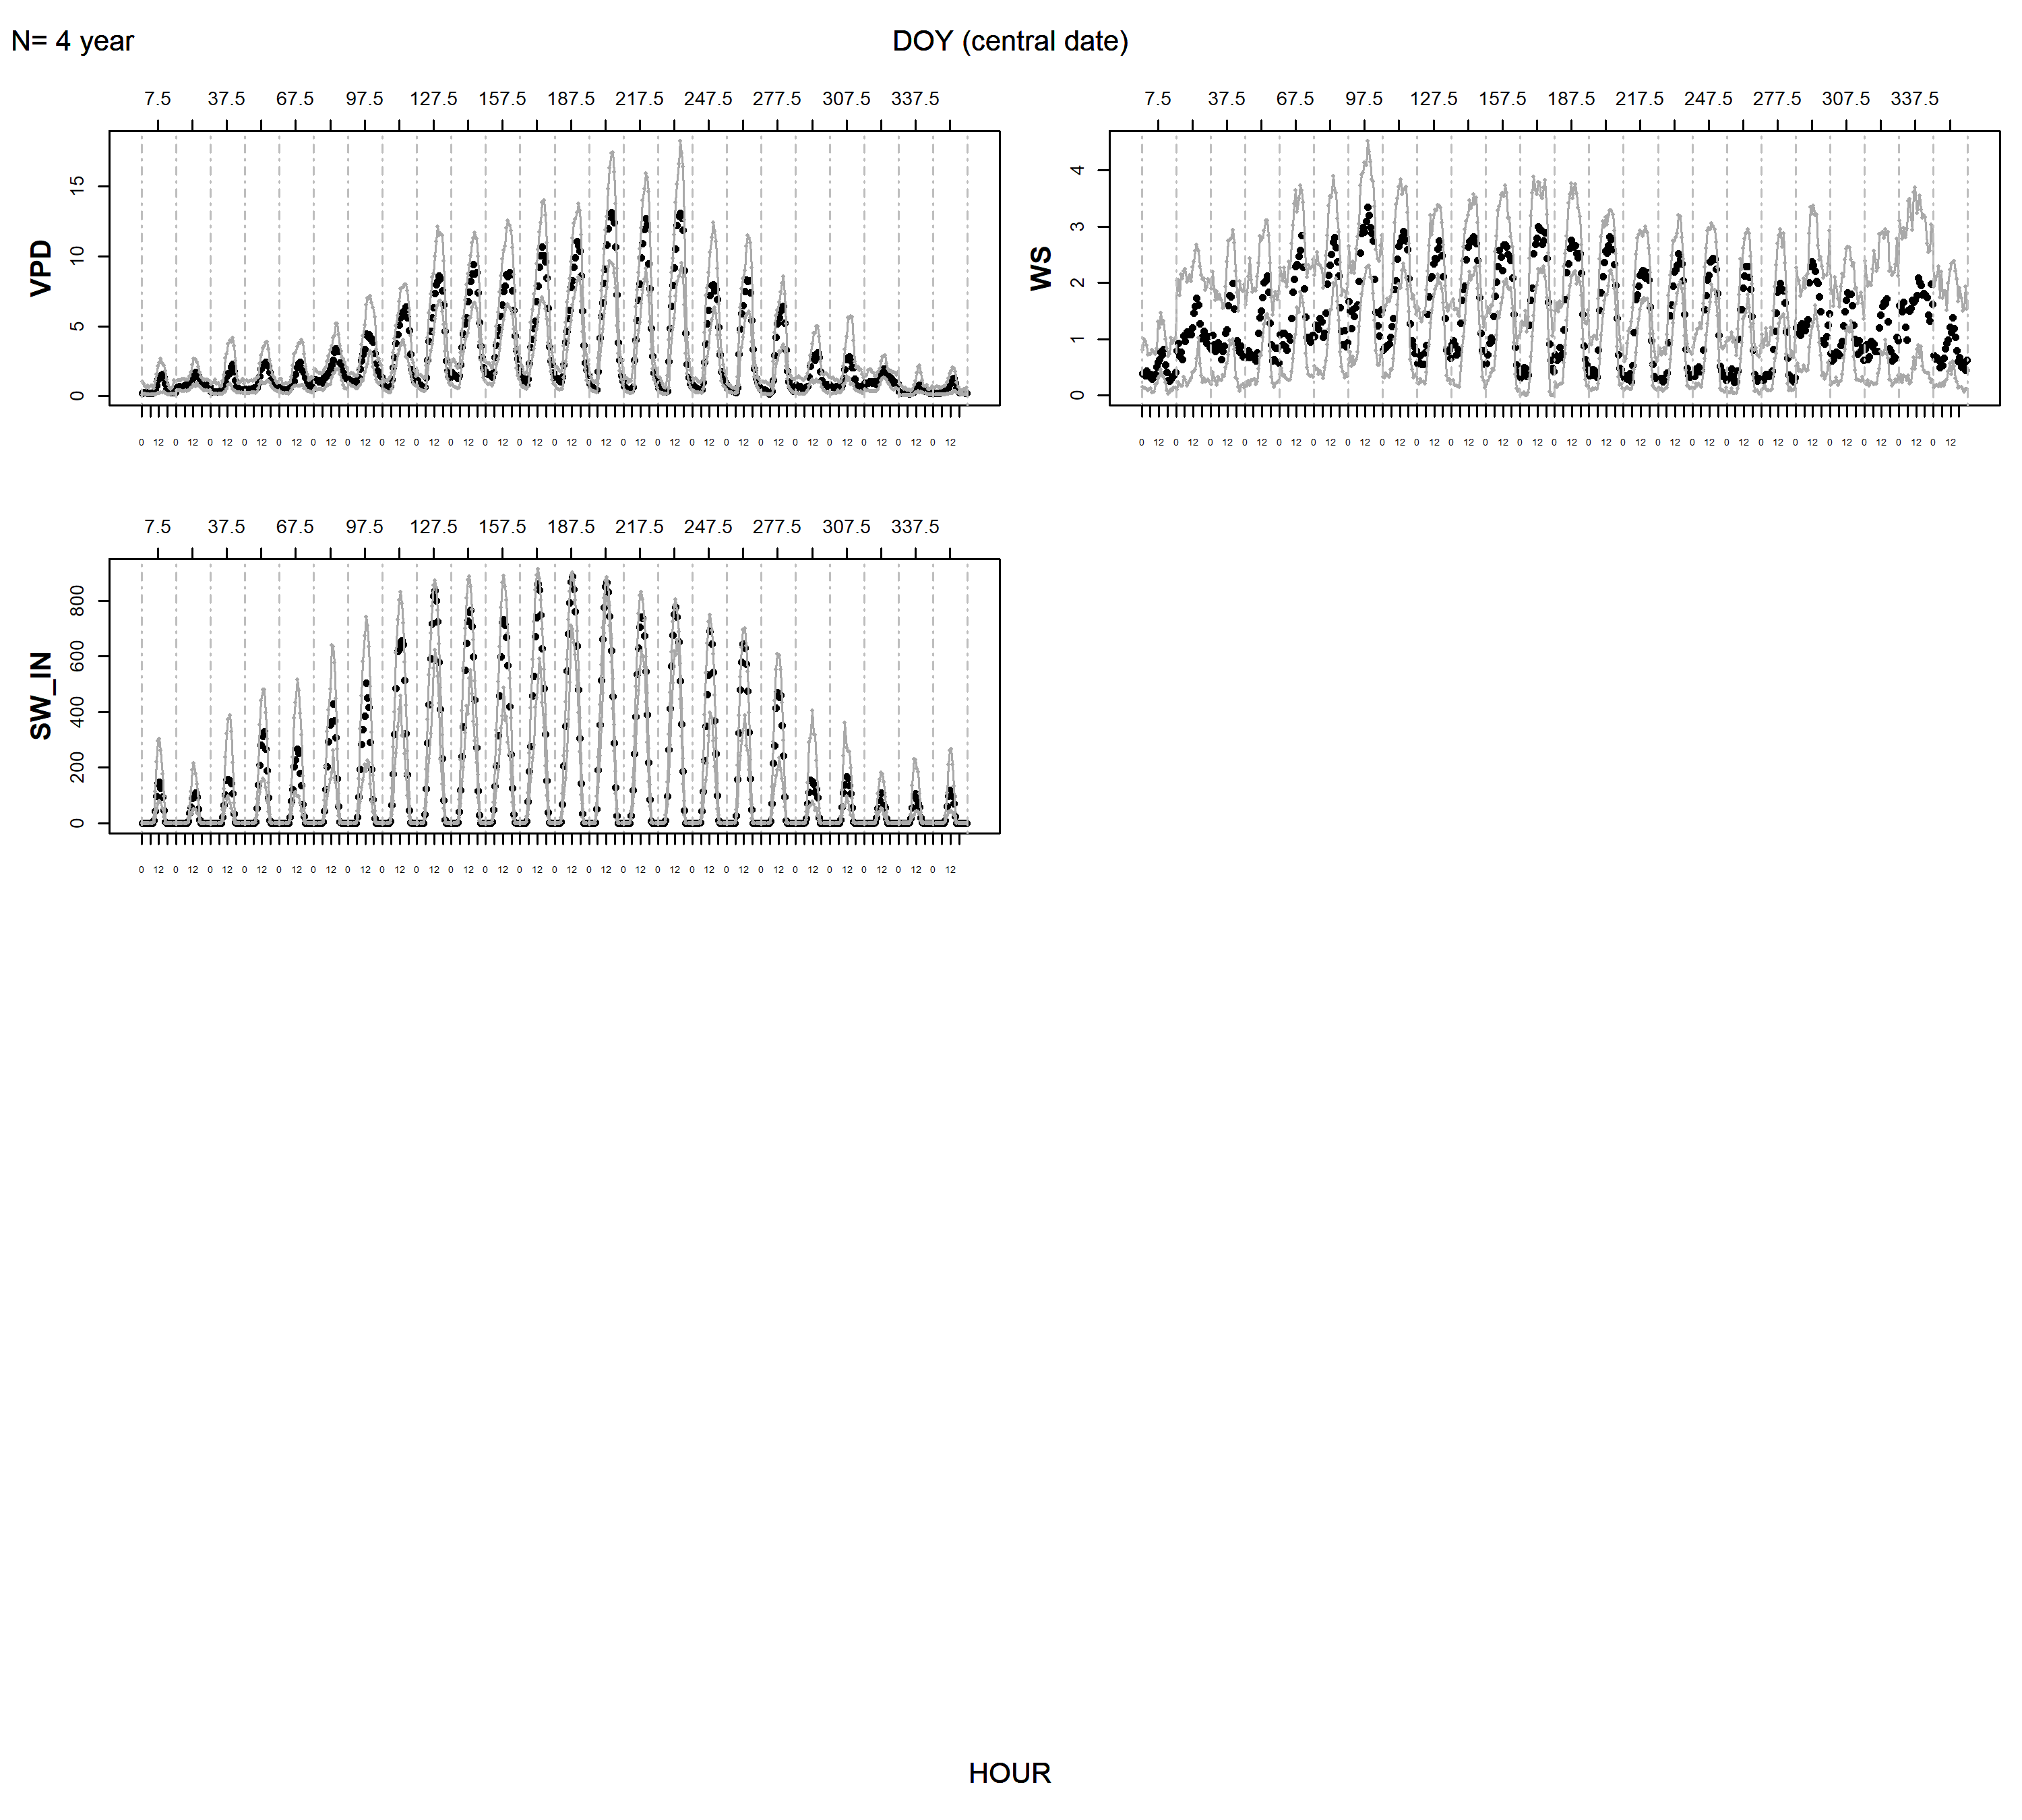 N= 4 year
DOY (central date)
7.5 37.5 67.5 97.5 127.5 157.5 187.5 217.5 247.5 277.5 307.5 337.5
VPD
15
10
5
0
0 12 0 12 0 12 0 12 0 12 0 12 0 12 0 12 0 12 0 12 0 12 0 12 0 12 0 12 0 12 0 12 0 12 0 12 0 12 0 12 0 12 0 12 0 12 0 12
7.5 37.5 67.5 97.5 127.5 157.5 187.5 217.5 247.5 277.5 307.5 337.5
WS
4
3
2
1
0
0 12 0 12 0 12 0 12 0 12 0 12 0 12 0 12 0 12 0 12 0 12 0 12 0 12 0 12 0 12 0 12 0 12 0 12 0 12 0 12 0 12 0 12 0 12 0 12
7.5 37.5 67.5 97.5 127.5 157.5 187.5 217.5 247.5 277.5 307.5 337.5
SW_IN
800
600
400
200
0
0 12 0 12 0 12 0 12 0 12 0 12 0 12 0 12 0 12 0 12 0 12 0 12 0 12 0 12 0 12 0 12 0 12 0 12 0 12 0 12 0 12 0 12 0 12 0 12
HOUR